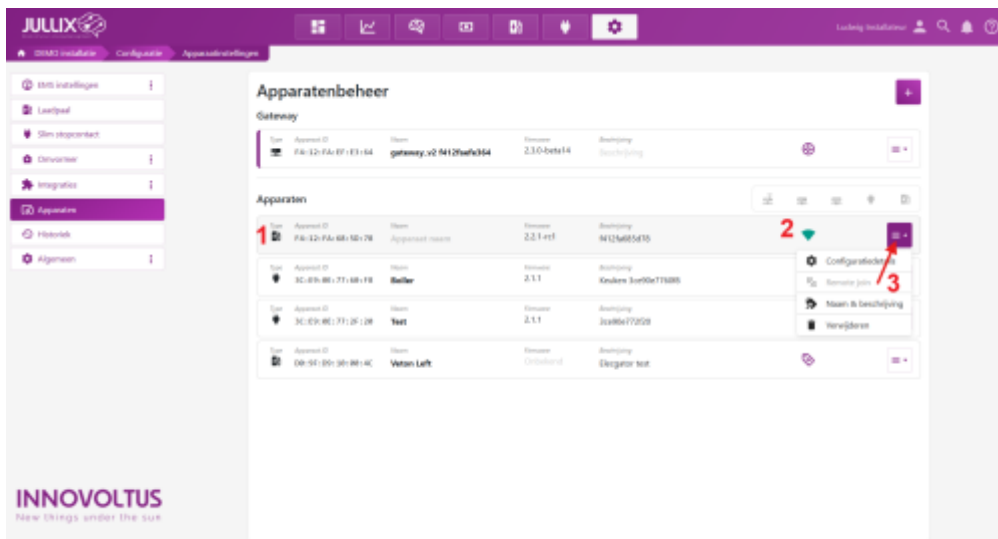 JULLIX
Ludwig Installateur
DEMO installatie
Configuratie
Apparaatinstellingen
EMS instellingen
Laadpaal
Slim stopcontact
Omvormer
Integraties
Apparaten
Historiek
Algemeen
Apparatenbeheer
Gateway
Type Apparaat ID Naam Firmware Beschrijving
gateway.v2 2.3.0-beta14 Beschrijving
Apparaten
Type Apparaat ID Naam Firmware Beschrijving
1 Apparaat naam 2.2.1-rc1 2
Configuratiedetails
Remote join 3
Naam & beschrijving
Verwijderen
Type Apparaat ID Naam Firmware Beschrijving
Boiler 2.1.1 Keuken
Type Apparaat ID Naam Firmware Beschrijving
Test 2.1.1
Type Apparaat ID Naam Firmware Beschrijving
Veton Left Onbekend
INNOVOLTUS
New things under the sun